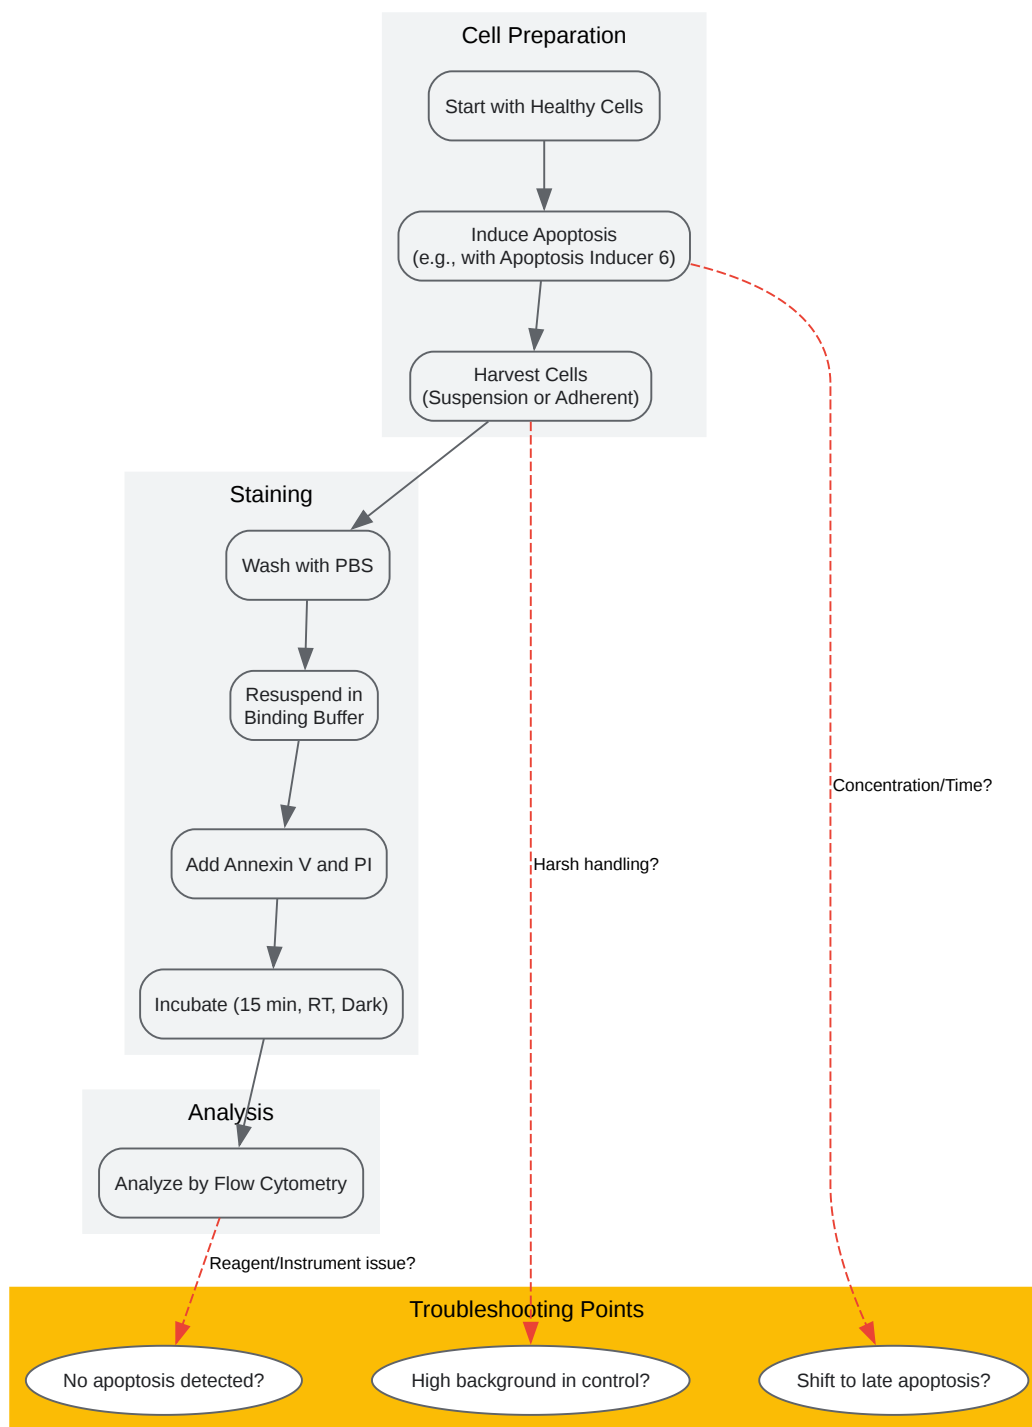 Cell Preparation
Start with Healthy Cells
Induce Apoptosis
(e.g., with Apoptosis Inducer 6)
Harvest Cells
(Suspension or Adherent)
Staining
Wash with PBS
Resuspend in
Binding Buffer
Concentration/Time?
Add Annexin V and PI
Harsh handling?
Incubate (15 min, RT, Dark)
Analysis
Analyze by Flow Cytometry
Reagent/Instrument issue?
Troubleshooting Points
No apoptosis detected?
High background in control?
Shift to late apoptosis?